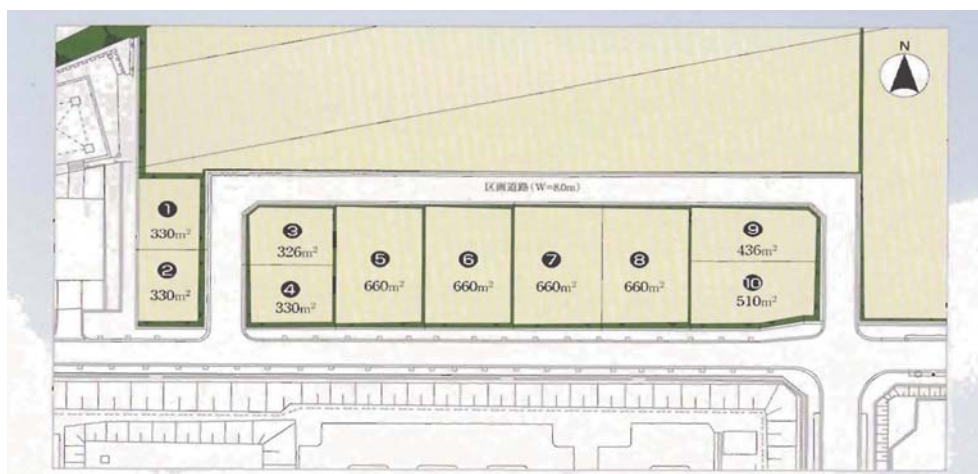 N
区画道路(W=8.0m)
❶
330m²
❷
330m²
❸
326m²
❹
330m²
❺
660m²
❻
660m²
❼
660m²
❽
660m²
❾
436m²
❿
510m²